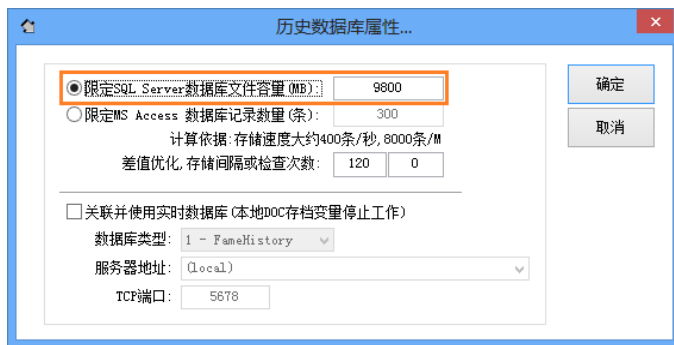 历史数据库属性...
限定SQL Server数据库文件容量(MB): 9800
确定
限定MS Access 数据库记录数量(条): 300
取消
计算依据:存储速度大约400条/秒,8000条/M
差值优化,存储间隔或检查次数: 120 0
关联并使用实时数据库(本地DOC存档变量停止工作)
数据库类型: 1 - FameHistory
服务器地址: (local)
TCP端口: 5678